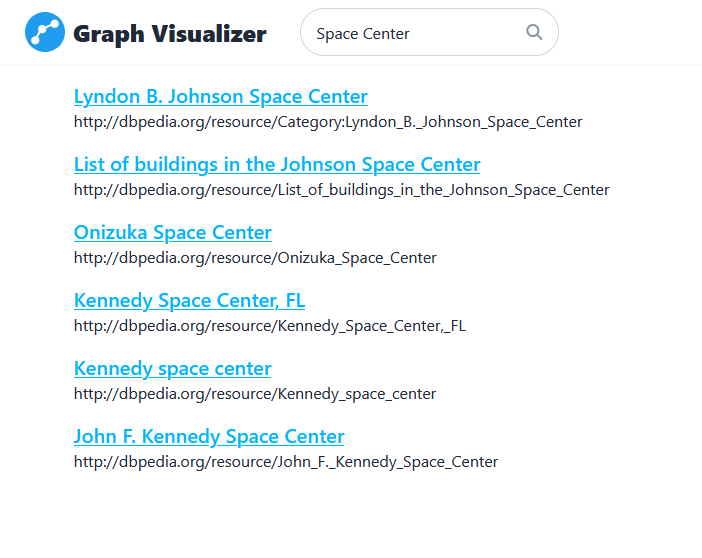 Graph Visualizer
Space Center
Lyndon B. Johnson Space Center
http://dbpedia.org/resource/Category:Lyndon_B._Johnson_Space_Center
List of buildings in the Johnson Space Center
http://dbpedia.org/resource/List_of_buildings_in_the_Johnson_Space_Center
Onizuka Space Center
http://dbpedia.org/resource/Onizuka_Space_Center
Kennedy Space Center, FL
http://dbpedia.org/resource/Kennedy_Space_Center,_FL
Kennedy space center
http://dbpedia.org/resource/Kennedy_space_center
John F. Kennedy Space Center
http://dbpedia.org/resource/John_F._Kennedy_Space_Center